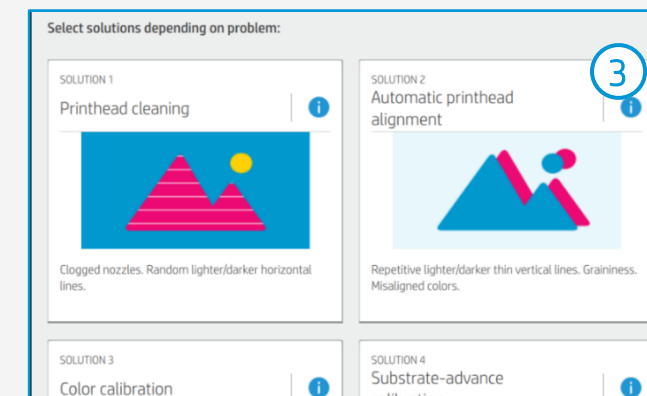 Select solutions depending on problem:
3
SOLUTION 1
Printhead cleaning
Clogged nozzles. Random lighter/darker horizontal
lines.
SOLUTION 2
Automatic printhead
alignment
Repetitive lighter/darker thin vertical lines. Graininess.
Misaligned colors.
SOLUTION 3
Color calibration
SOLUTION 4
Substrate-advance